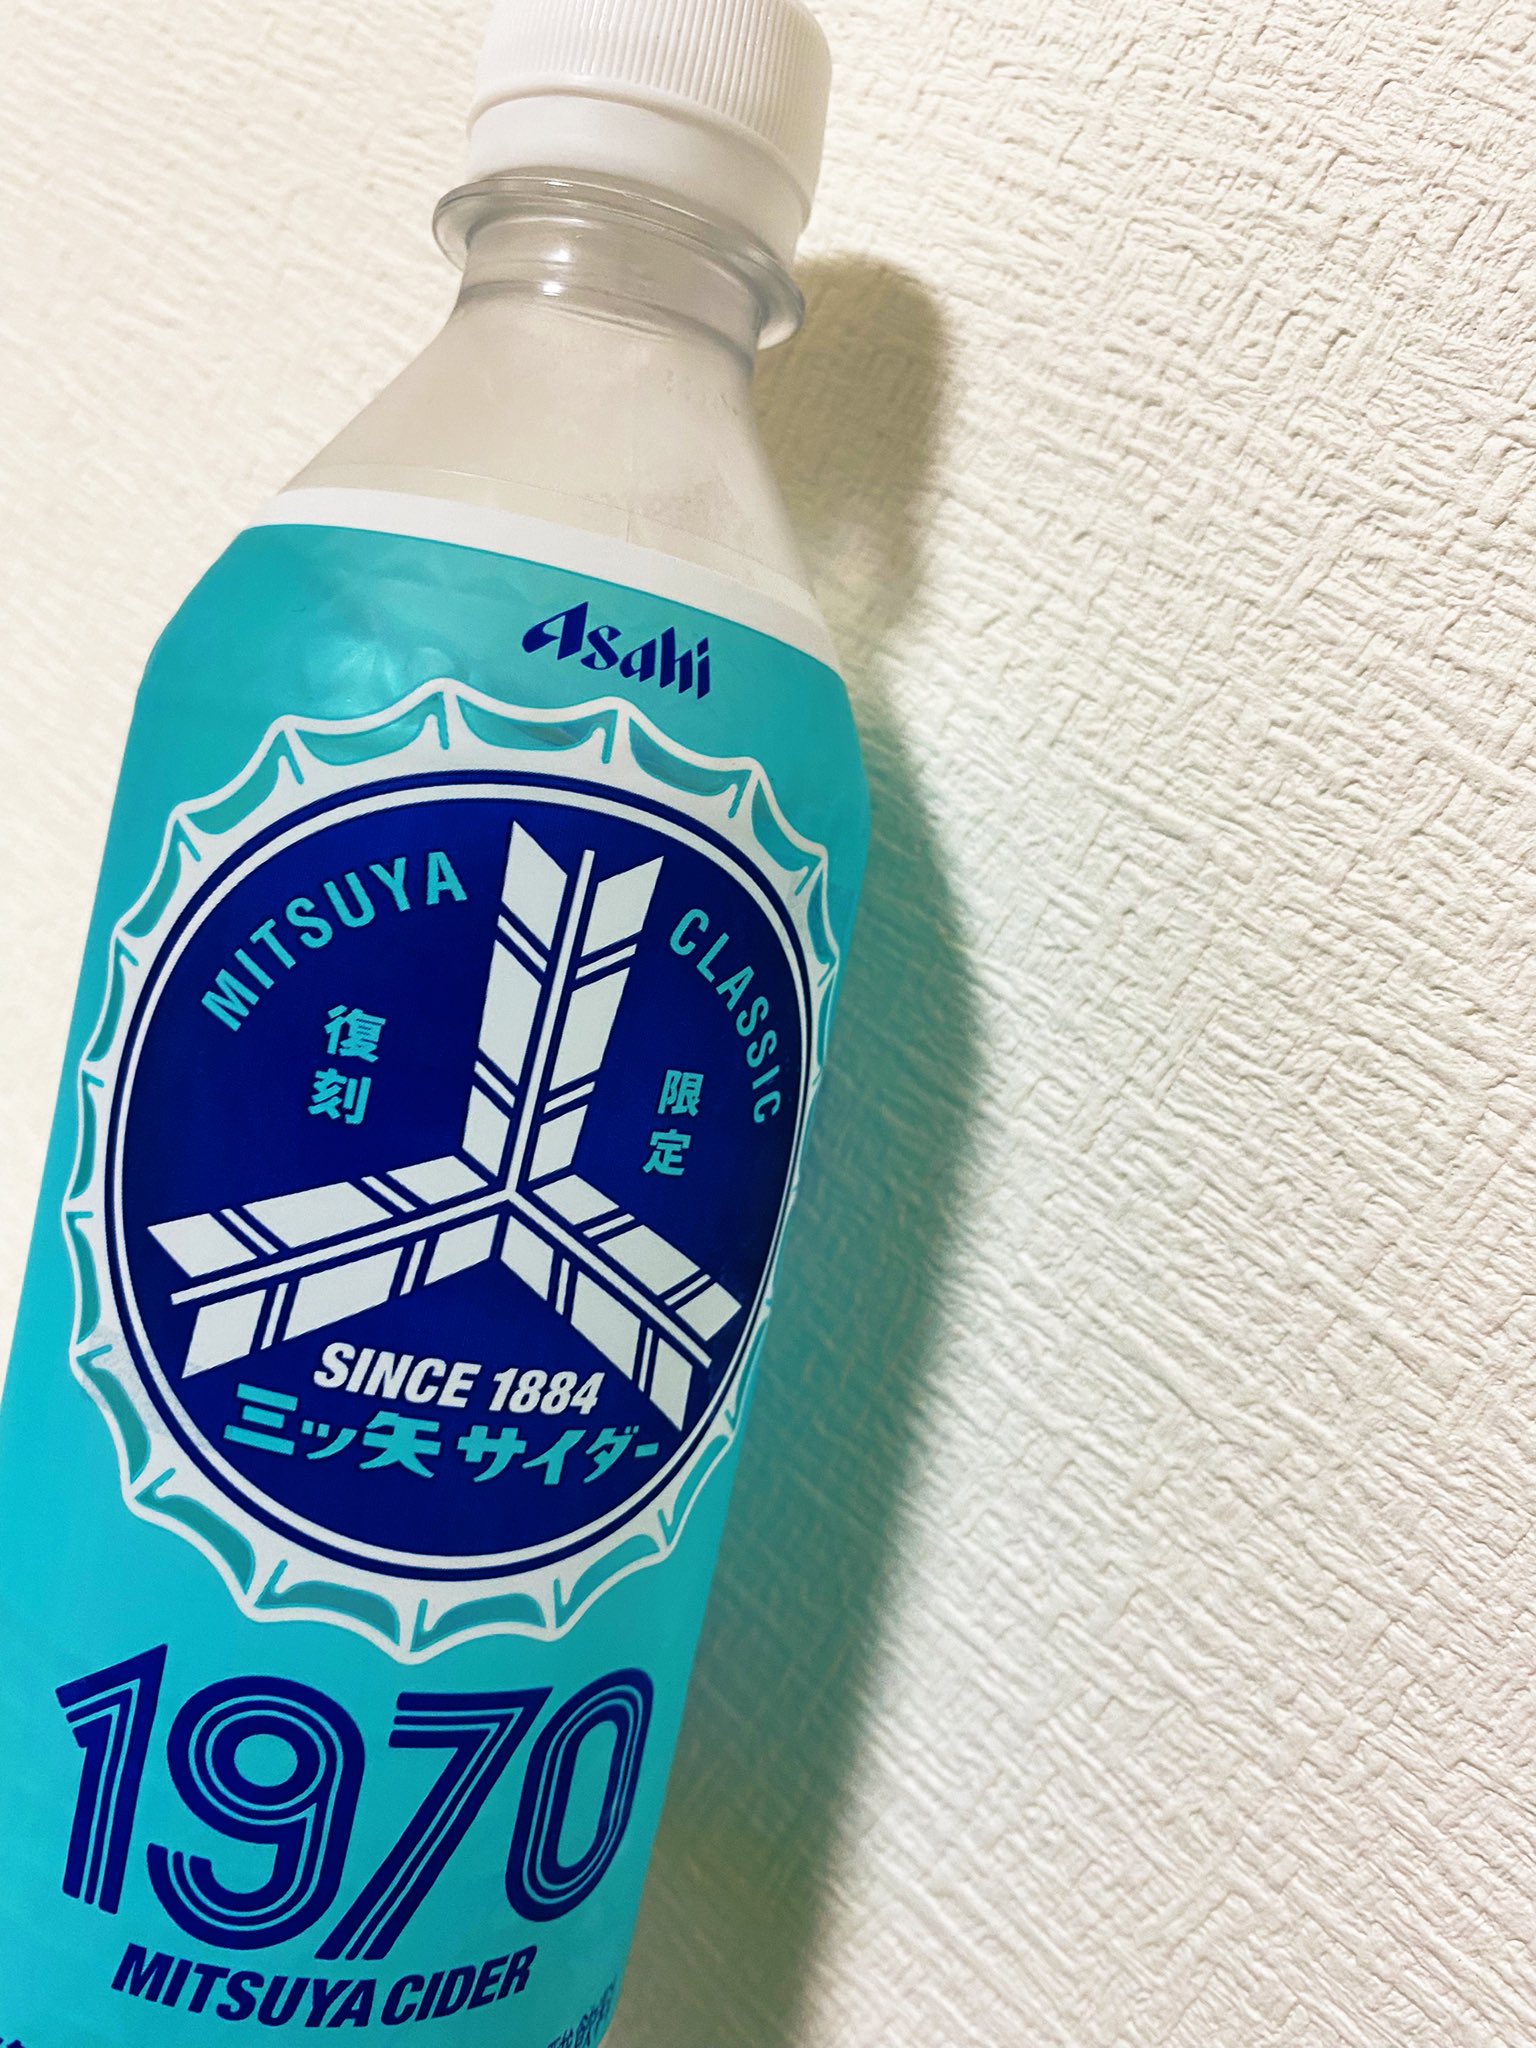 Asahi
MITSUYA CLASSIC
復刻
限定
SINCE 1884
三ツ矢サイダー
1970
MITSUYA CIDER